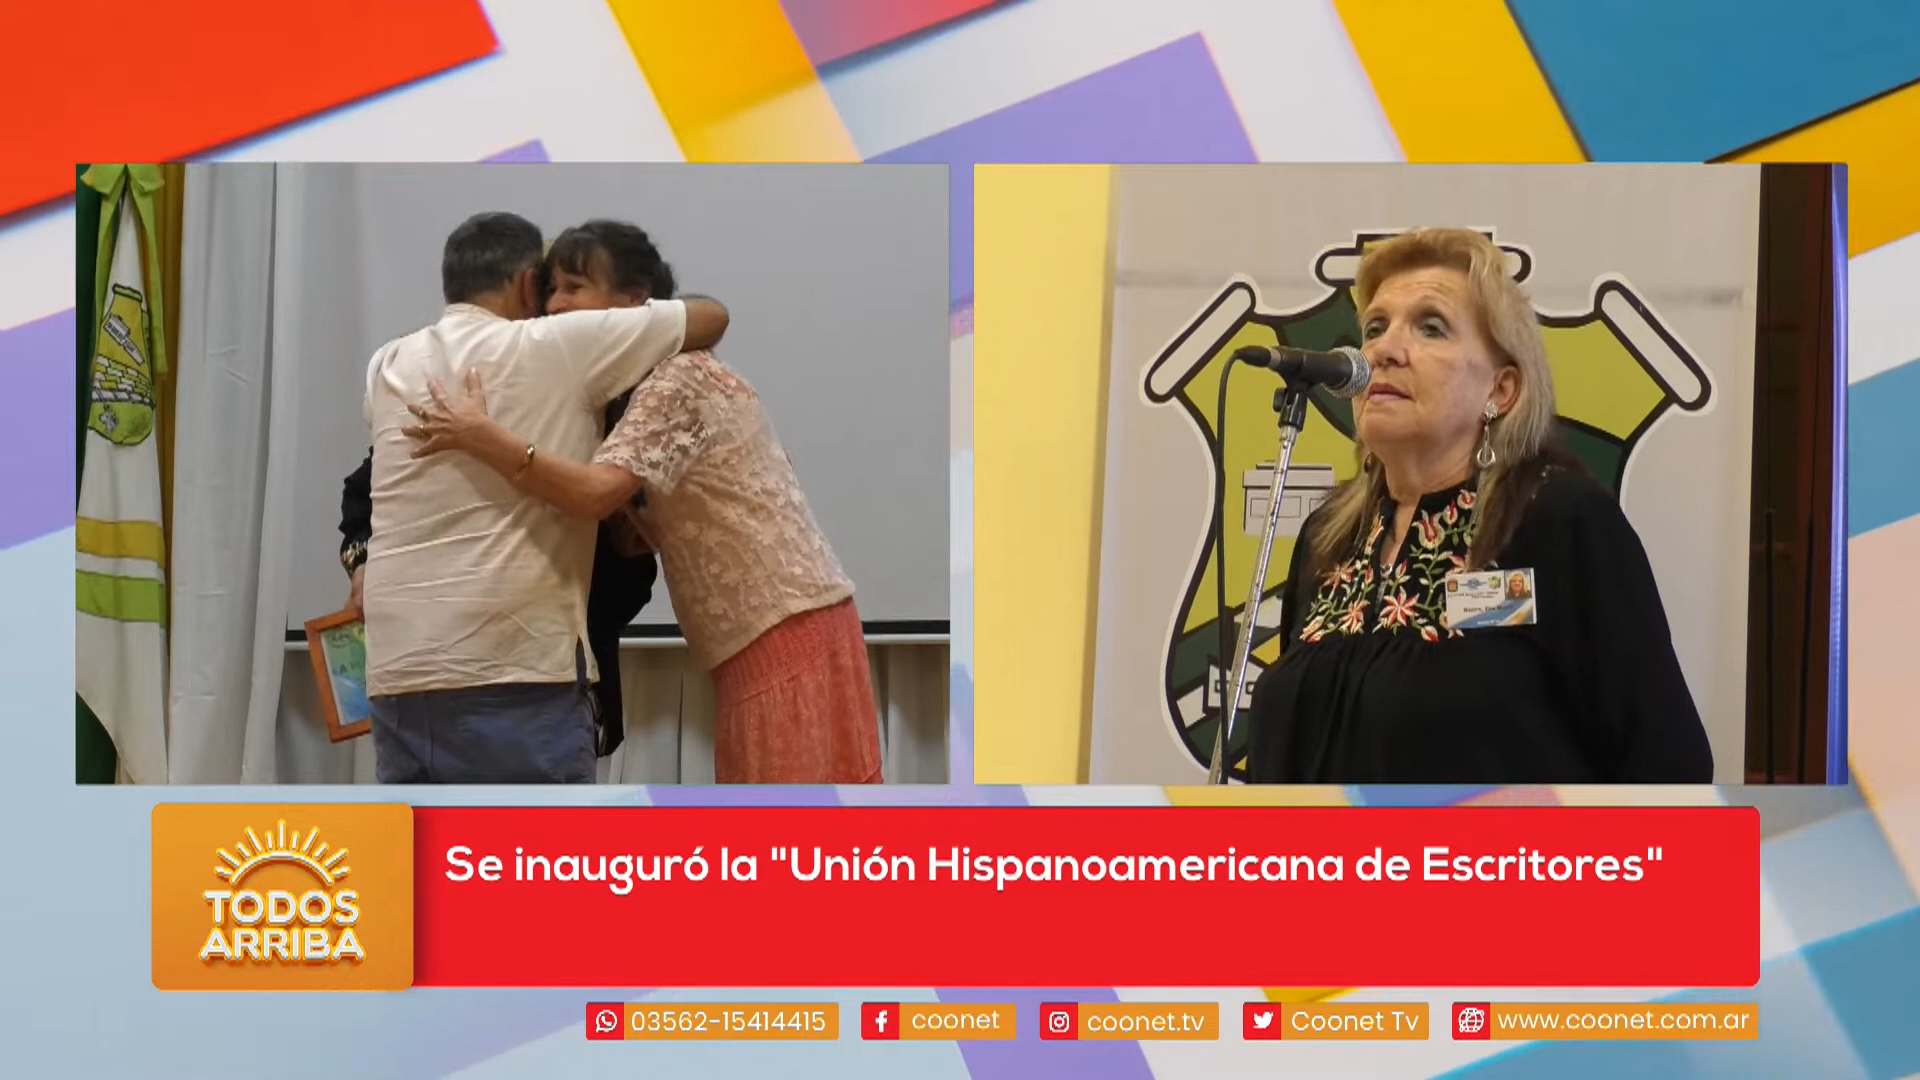 Se inauguró la "Unión Hispanoamericana de Escritores"
TODOS
ARRIBA
03562-15414415
coonet
coonet.tv
Coonet Tv
www.coonet.com.ar